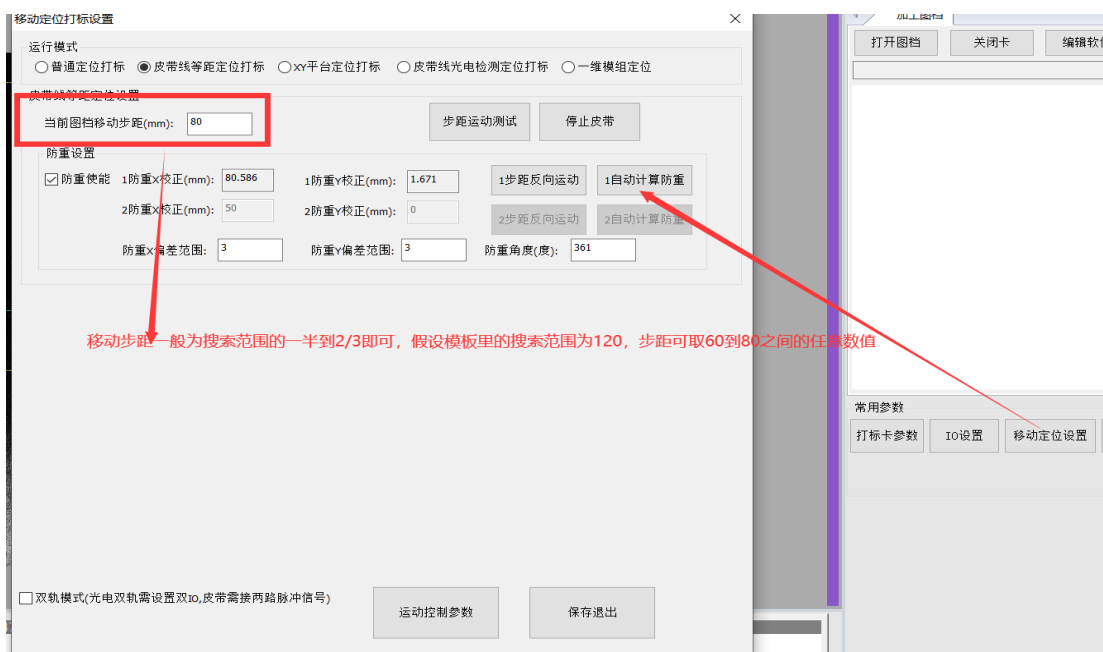 移动定位打标设置
运行模式
普通定位打标 皮带线等距定位打标 XY平台定位打标 皮带线光电检测定位打标 一维模组定位
皮带线等距定位设置
当前图档移动步距(mm): 80 步距运动测试 停止皮带
防重设置
防重使能 1防重X校正(mm): 80.586 1防重Y校正(mm): 1.671 1步距反向运动 1自动计算防重
2防重X校正(mm): 50 2防重Y校正(mm): 0 2步距反向运动 2自动计算防重
防重X偏差范围: 3 防重Y偏差范围: 3 防重角度(度): 361
移动步距一般为搜索范围的一半到2/3即可，假设模板里的搜索范围为120，步距可取60到80之间的任意数值
双轨模式(光电双轨需设置双IO,皮带需接两路脉冲信号)
运动控制参数 保存退出
加工图档
打开图档 关闭卡 编辑软
常用参数
打标卡参数 IO设置 移动定位设置